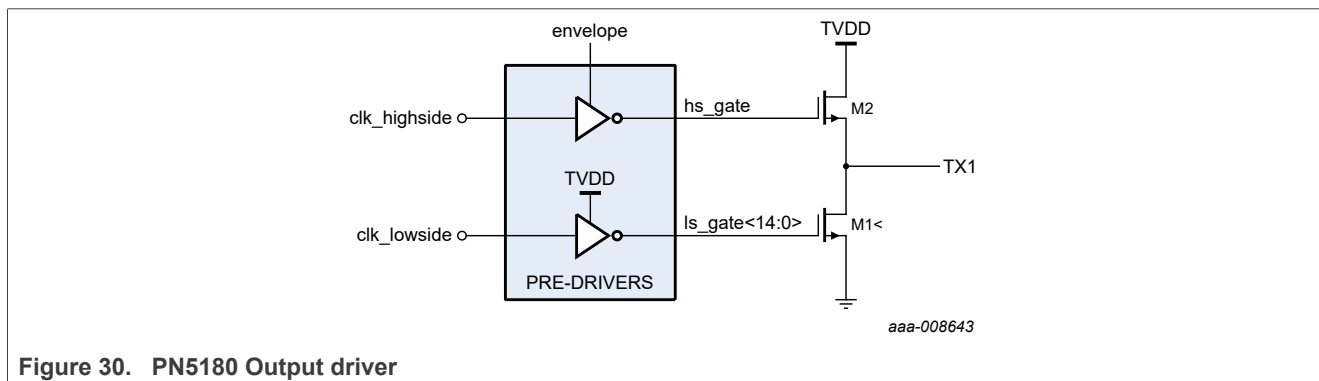 envelope
TVDD
clk_highside
hs_gate
M2
TX1
TVDD
clk_lowside
ls_gate<14:0>
M1<
PRE-DRIVERS
aaa-008643
Figure 30. PN5180 Output driver